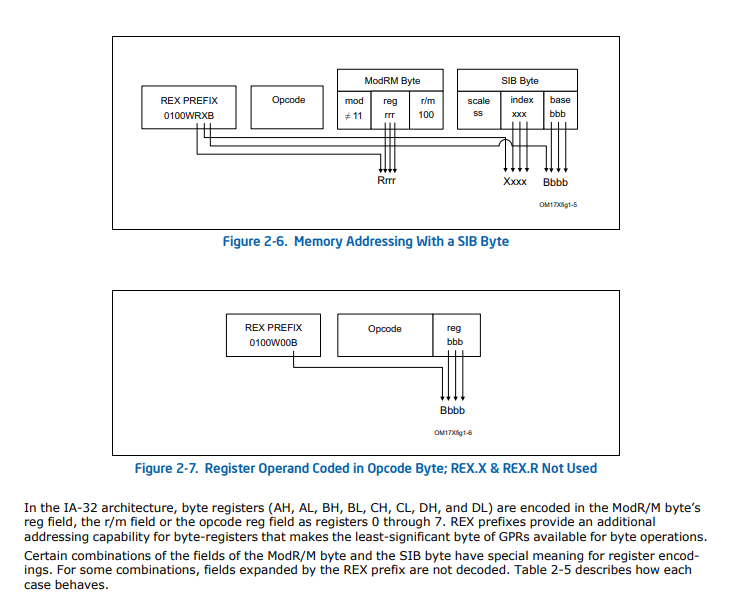 ModRM Byte
SIB Byte
REX PREFIX
0100WRXB
Opcode
mod
≠ 11
reg
rrr
r/m
100
scale
ss
index
xxx
base
bbb
Rrrr
Xxxx
Bbbb
OM17Xfig1-5
Figure 2-6. Memory Addressing With a SIB Byte
REX PREFIX
0100W00B
Opcode
reg
bbb
Bbbb
OM17Xfig1-6
Figure 2-7. Register Operand Coded in Opcode Byte; REX.X & REX.R Not Used
In the IA-32 architecture, byte registers (AH, AL, BH, BL, CH, CL, DH, and DL) are encoded in the ModR/M byte's
reg field, the r/m field or the opcode reg field as registers 0 through 7. REX prefixes provide an additional
addressing capability for byte-registers that makes the least-significant byte of GPRs available for byte operations.
Certain combinations of the fields of the ModR/M byte and the SIB byte have special meaning for register encod-
ings. For some combinations, fields expanded by the REX prefix are not decoded. Table 2-5 describes how each
case behaves.